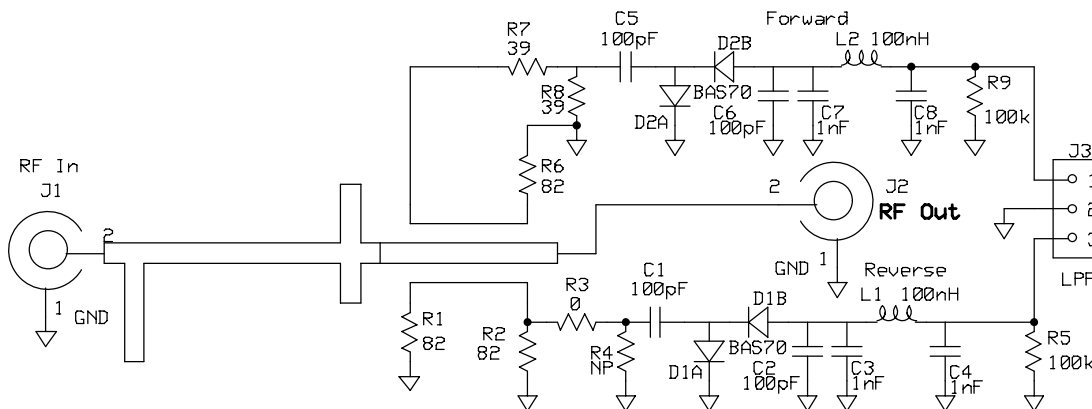 Forward
R7
39
C5
100pF
D2B
L2 100nH
R8
39
BAS70
D2A
C6
100pF
C7
1nF
C8
1nF
R9
100k
R6
82
RF In
J1
2
1
GND
2
J2
RF Out
GND
1
J3
1
2
3
LPF
Reverse
R1
82
R2
82
R3
0
R4
NP
C1
100pF
D1B
BAS70
D1A
L1 100nH
C2
100pF
C3
1nF
C4
1nF
R5
100k